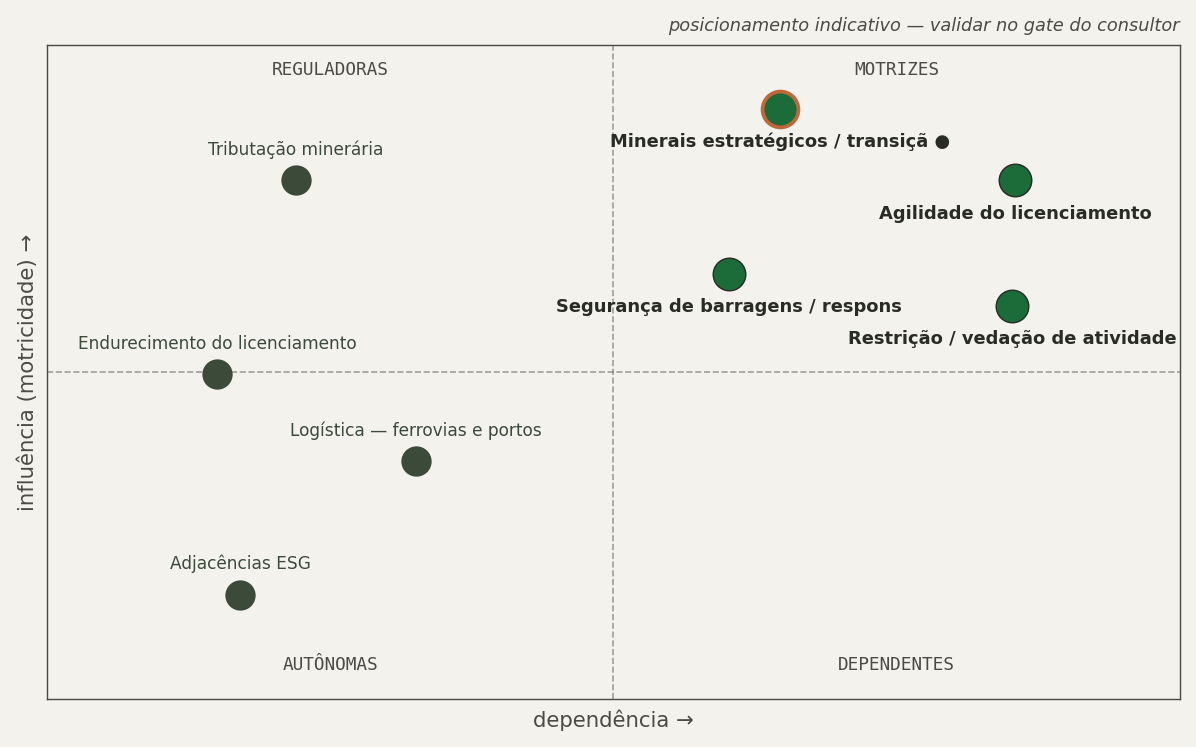 posicionamento indicativo — validar no gate do consultor
REGULADORAS
MOTRIZES
Minerais estratégicos / transiçã ●
Tributação minerária
Agilidade do licenciamento
Segurança de barragens / respons
Restrição / vedação de atividade
Endurecimento do licenciamento
Logística — ferrovias e portos
Adjacências ESG
AUTÔNOMAS
DEPENDENTES
influência (motricidade) →
dependência →